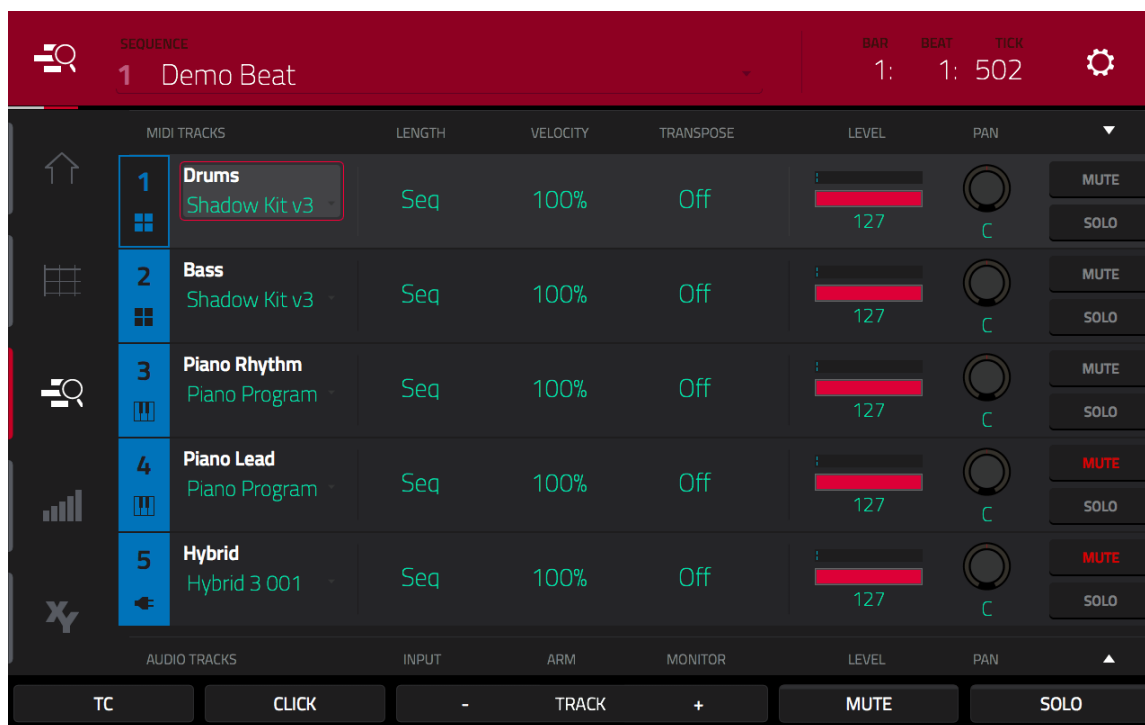 SEQUENCE BAR BEAT TICK
1 Demo Beat 1: 1: 502
MIDI TRACKS LENGTH VELOCITY TRANSPOSE LEVEL PAN
1 Drums MUTE
Shadow Kit v3 Seq 100% Off 127 C SOLO
2 Bass MUTE
Shadow Kit v3 Seq 100% Off 127 C SOLO
3 Piano Rhythm MUTE
Piano Program Seq 100% Off 127 C SOLO
4 Piano Lead MUTE
Piano Program Seq 100% Off 127 C SOLO
5 Hybrid MUTE
Hybrid 3 001 Seq 100% Off 127 C SOLO
XY
AUDIO TRACKS INPUT ARM MONITOR LEVEL PAN
TC CLICK - TRACK + MUTE SOLO